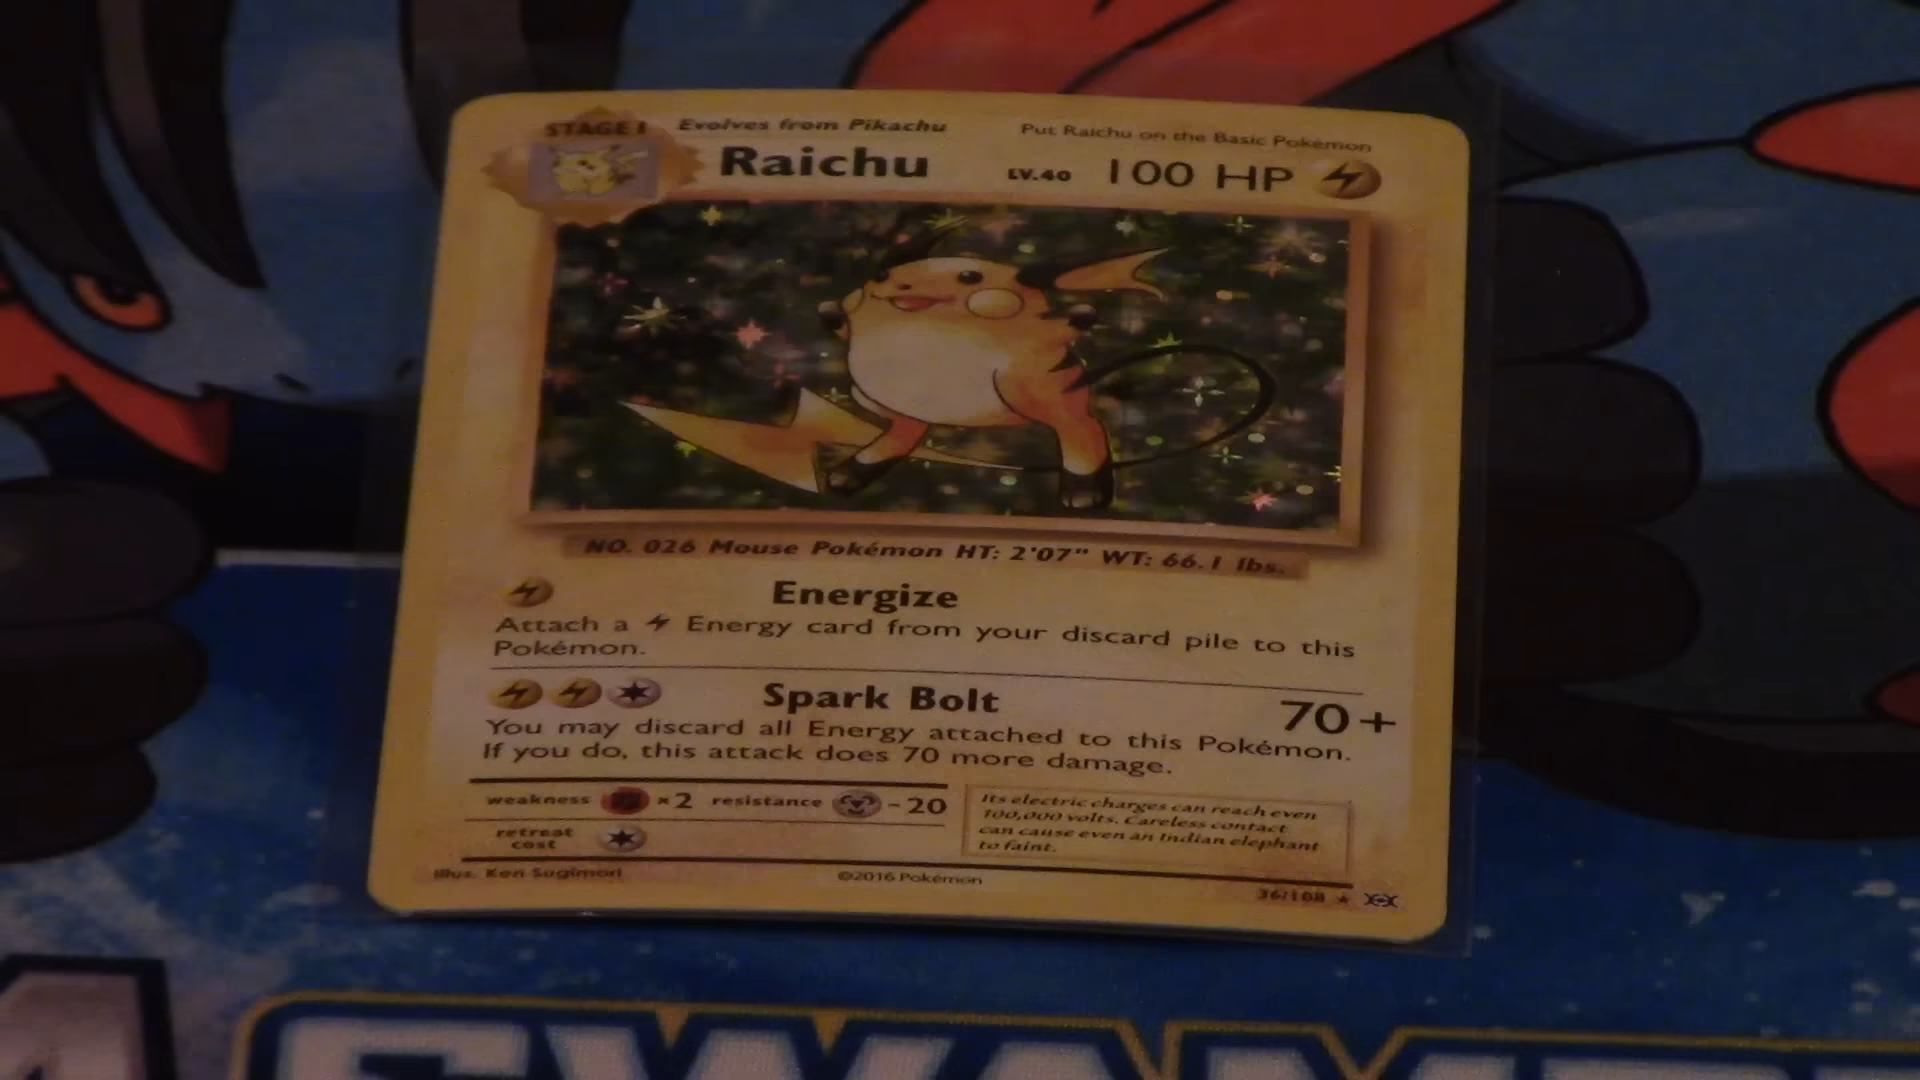 STAGE 1 Evolves from Pikachu Put Raichu on the Basic Pokémon
Raichu LV.40 100 HP
NO. 026 Mouse Pokémon HT: 2'07" WT: 66.1 lbs.
Energize
Attach a Energy card from your discard pile to this
Pokémon.
Spark Bolt 70+
You may discard all Energy attached to this Pokémon.
If you do, this attack does 70 more damage.
weakness ×2 resistance -20
retreat
cost
Its electric charges can reach even
100,000 volts. Careless contact
can cause even an Indian elephant
to faint.
Illus. Ken Sugimori ©2016 Pokémon 36/108